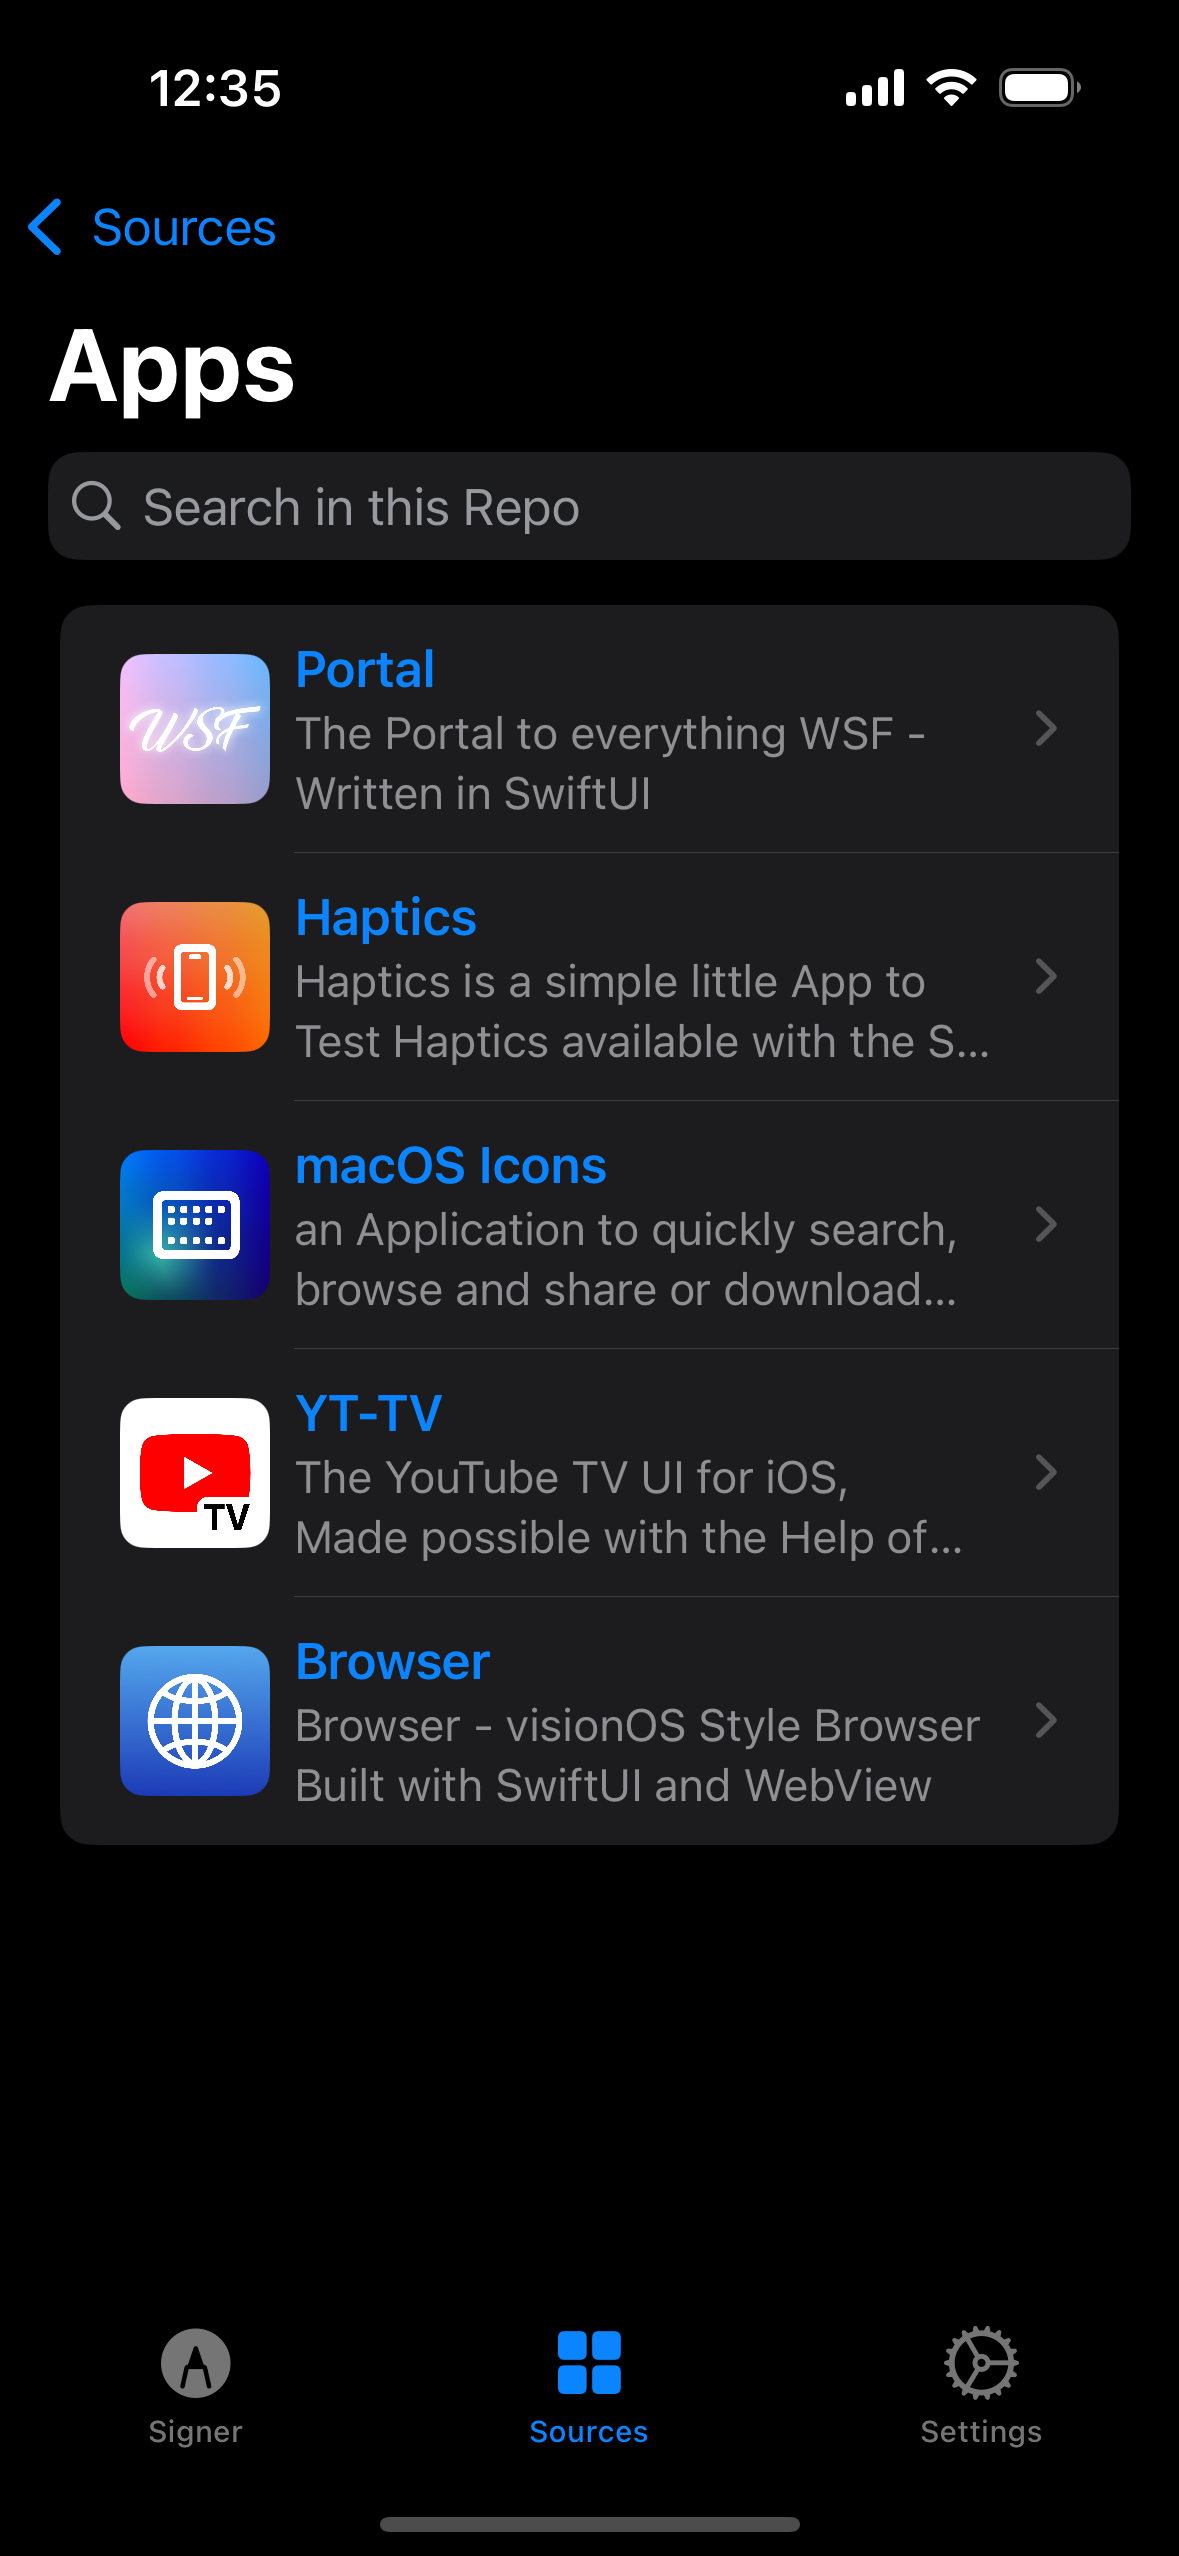 12:35
Sources
Apps
Search in this Repo
WSF
Portal
The Portal to everything WSF -
Written in SwiftUI
Haptics
Haptics is a simple little App to
Test Haptics available with the S...
macOS Icons
an Application to quickly search,
browse and share or download...
TV
YT-TV
The YouTube TV UI for iOS,
Made possible with the Help of...
Browser
Browser - visionOS Style Browser
Built with SwiftUI and WebView
Signer
Sources
Settings